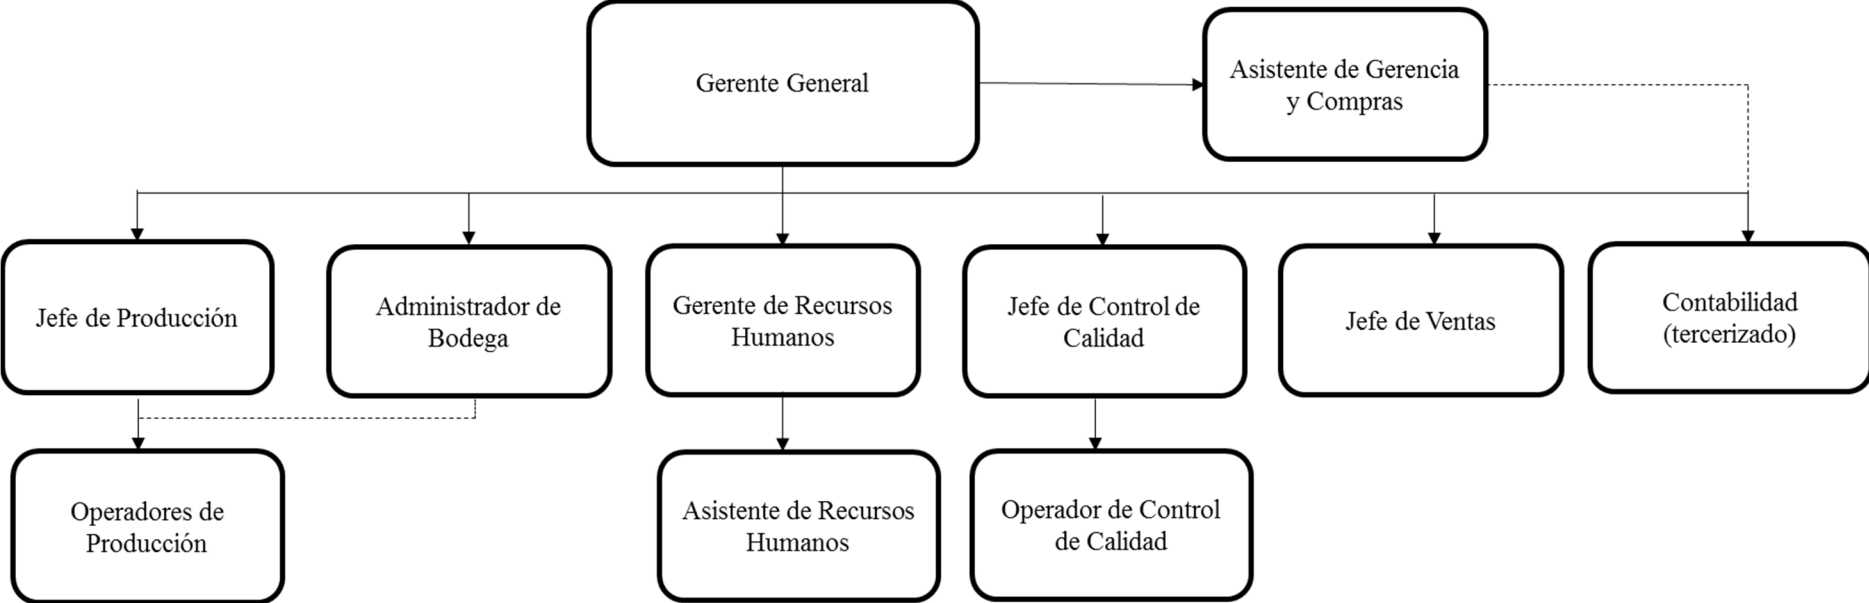 Gerente General
Asistente de Gerencia
y Compras
Jefe de Producción
Administrador de
Bodega
Gerente de Recursos
Humanos
Jefe de Control de
Calidad
Jefe de Ventas
Contabilidad
(tercerizado)
Operadores de
Producción
Asistente de Recursos
Humanos
Operador de Control
de Calidad